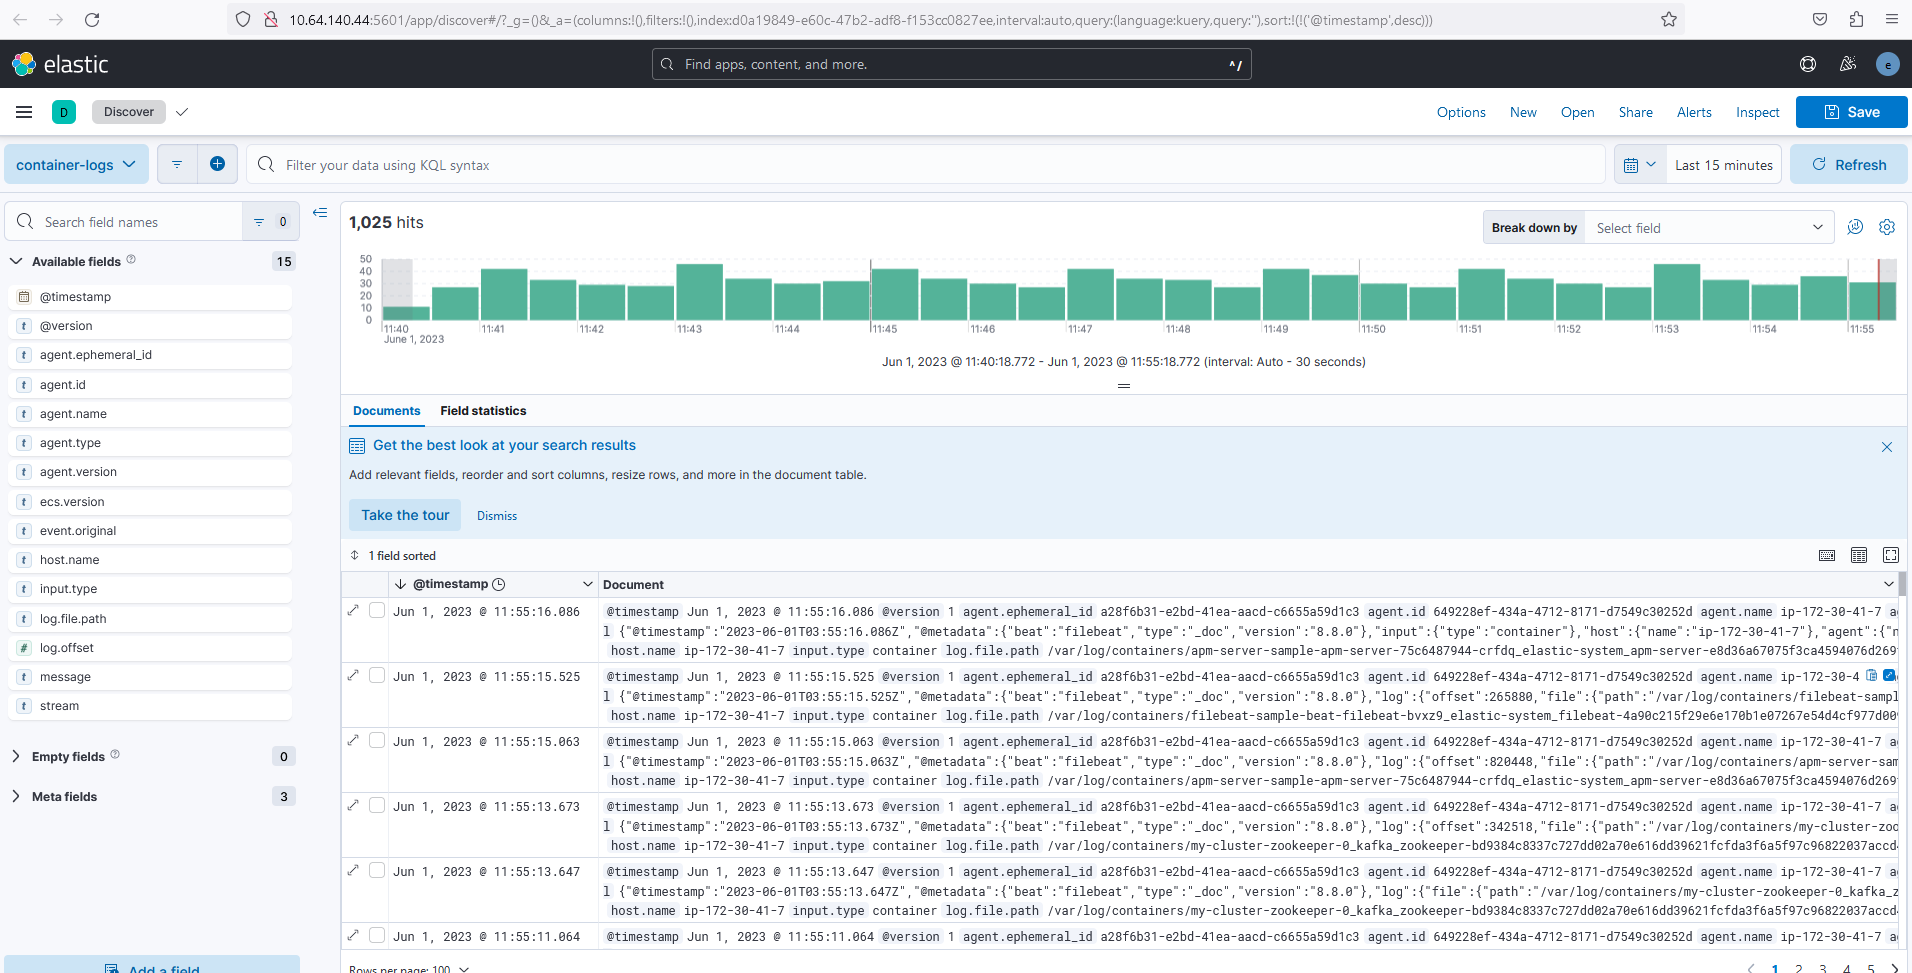 10.64.140.44:5601/app/discover#/?_g=()&_a=(columns:!(),filters:!(),index:d0a19849-e60c-47b2-adf8-f153cc0827ee,interval:auto,query:(language:kuery,query:''),sort:!(!('@timestamp',desc)))
elastic
Find apps, content, and more.
^/
e
D
Discover
Options
New
Open
Share
Alerts
Inspect
Save
container-logs
Filter your data using KQL syntax
Last 15 minutes
Refresh
Search field names
0
1,025 hits
Break down by
Select field
Available fields
15
50
40
30
20
10
0
11:40
11:41
11:42
11:43
11:44
11:45
11:46
11:47
11:48
11:49
11:50
11:51
11:52
11:53
11:54
11:55
June 1, 2023
Jun 1, 2023 @ 11:40:18.772 - Jun 1, 2023 @ 11:55:18.772 (interval: Auto - 30 seconds)
@timestamp
t @version
t agent.ephemeral_id
t agent.id
t agent.name
t agent.type
t agent.version
t ecs.version
t event.original
t host.name
t input.type
t log.file.path
# log.offset
t message
t stream
Empty fields
0
Meta fields
3
Add a field
Documents
Field statistics
Get the best look at your search results
Add relevant fields, reorder and sort columns, resize rows, and more in the document table.
Take the tour
Dismiss
1 field sorted
@timestamp
Document
Jun 1, 2023 @ 11:55:16.086
@timestamp Jun 1, 2023 @ 11:55:16.086 @version 1 agent.ephemeral_id a28f6b31-e2bd-41ea-aacd-c6655a59d1c3 agent.id 649228ef-434a-4712-8171-d7549c30252d agent.name ip-172-30-41-7
l {"@timestamp":"2023-06-01T03:55:16.086Z","@metadata":{"beat":"filebeat","type":"_doc","version":"8.8.0"},"input":{"type":"container"},"host":{"name":"ip-172-30-41-7"},"agent":{"
host.name ip-172-30-41-7 input.type container log.file.path /var/log/containers/apm-server-sample-apm-server-75c6487944-crfdq_elastic-system_apm-server-e8d36a67075f3ca4594076d269
Jun 1, 2023 @ 11:55:15.525
@timestamp Jun 1, 2023 @ 11:55:15.525 @version 1 agent.ephemeral_id a28f6b31-e2bd-41ea-aacd-c6655a59d1c3 agent.id 649228ef-434a-4712-8171-d7549c30252d agent.name ip-172-30-4
l {"@timestamp":"2023-06-01T03:55:15.525Z","@metadata":{"beat":"filebeat","type":"_doc","version":"8.8.0"},"log":{"offset":265880,"file":{"path":"/var/log/containers/filebeat-samp
host.name ip-172-30-41-7 input.type container log.file.path /var/log/containers/filebeat-sample-beat-filebeat-bvxz9_elastic-system_filebeat-4a90c215f29e6e170b1e07267e54d4cf977d00
Jun 1, 2023 @ 11:55:15.063
@timestamp Jun 1, 2023 @ 11:55:15.063 @version 1 agent.ephemeral_id a28f6b31-e2bd-41ea-aacd-c6655a59d1c3 agent.id 649228ef-434a-4712-8171-d7549c30252d agent.name ip-172-30-41-7
l {"@timestamp":"2023-06-01T03:55:15.063Z","@metadata":{"beat":"filebeat","type":"_doc","version":"8.8.0"},"log":{"offset":820448,"file":{"path":"/var/log/containers/apm-server-sam
host.name ip-172-30-41-7 input.type container log.file.path /var/log/containers/apm-server-sample-apm-server-75c6487944-crfdq_elastic-system_apm-server-e8d36a67075f3ca4594076d269
Jun 1, 2023 @ 11:55:13.673
@timestamp Jun 1, 2023 @ 11:55:13.673 @version 1 agent.ephemeral_id a28f6b31-e2bd-41ea-aacd-c6655a59d1c3 agent.id 649228ef-434a-4712-8171-d7549c30252d agent.name ip-172-30-41-7
l {"@timestamp":"2023-06-01T03:55:13.673Z","@metadata":{"beat":"filebeat","type":"_doc","version":"8.8.0"},"log":{"offset":342518,"file":{"path":"/var/log/containers/my-cluster-zoo
host.name ip-172-30-41-7 input.type container log.file.path /var/log/containers/my-cluster-zookeeper-0_kafka_zookeeper-bd9384c8337c727dd02a70e616dd39621fcfda3f6a5f97c96822037accd
Jun 1, 2023 @ 11:55:13.647
@timestamp Jun 1, 2023 @ 11:55:13.647 @version 1 agent.ephemeral_id a28f6b31-e2bd-41ea-aacd-c6655a59d1c3 agent.id 649228ef-434a-4712-8171-d7549c30252d agent.name ip-172-30-41-7
l {"@timestamp":"2023-06-01T03:55:13.647Z","@metadata":{"beat":"filebeat","type":"_doc","version":"8.8.0"},"log":{"file":{"path":"/var/log/containers/my-cluster-zookeeper-0_kafka_z
host.name ip-172-30-41-7 input.type container log.file.path /var/log/containers/my-cluster-zookeeper-0_kafka_zookeeper-bd9384c8337c727dd02a70e616dd39621fcfda3f6a5f97c96822037accd
Jun 1, 2023 @ 11:55:11.064
@timestamp Jun 1, 2023 @ 11:55:11.064 @version 1 agent.ephemeral_id a28f6b31-e2bd-41ea-aacd-c6655a59d1c3 agent.id 649228ef-434a-4712-8171-d7549c30252d agent.name ip-172-30-41-7
Rows per page: 100
1 2 3 4 5